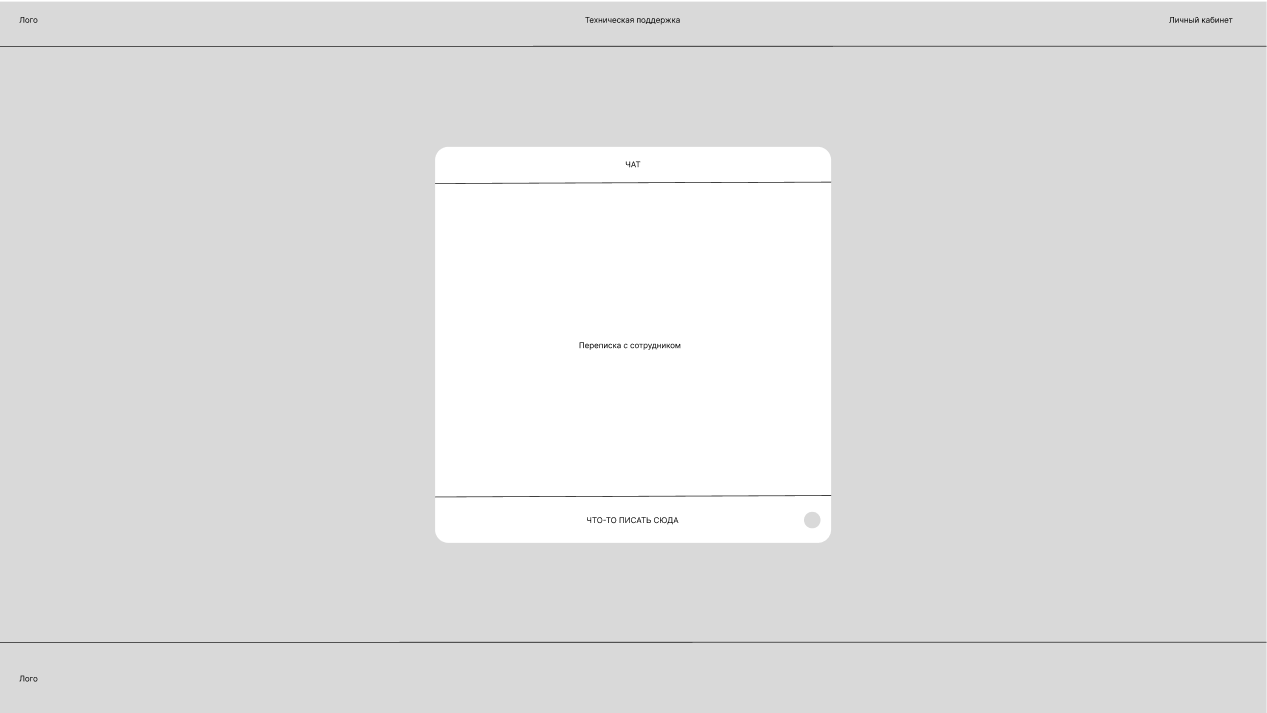 Лого
Техническая поддержка
Личный кабинет
ЧАТ
Переписка с сотрудником
ЧТО-ТО ПИСАТЬ СЮДА
Лого